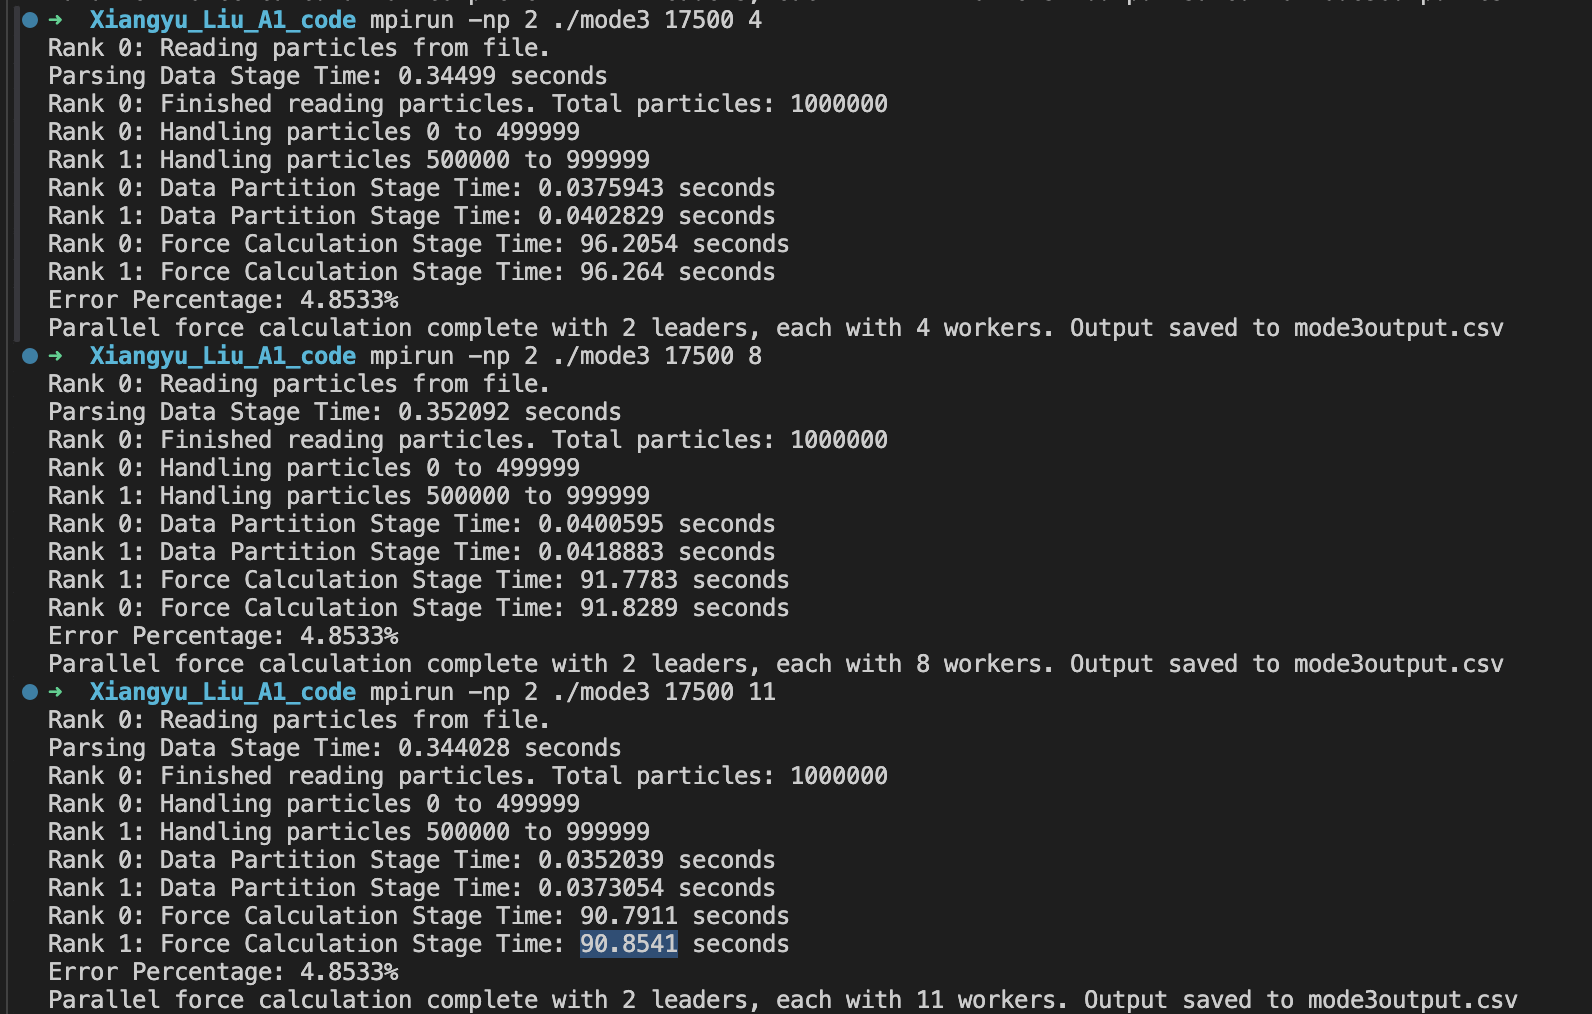 ➜ Xiangyu_Liu_A1_code mpirun -np 2 ./mode3 17500 4
Rank 0: Reading particles from file.
Parsing Data Stage Time: 0.34499 seconds
Rank 0: Finished reading particles. Total particles: 1000000
Rank 0: Handling particles 0 to 499999
Rank 1: Handling particles 500000 to 999999
Rank 0: Data Partition Stage Time: 0.0375943 seconds
Rank 1: Data Partition Stage Time: 0.0402829 seconds
Rank 0: Force Calculation Stage Time: 96.2054 seconds
Rank 1: Force Calculation Stage Time: 96.264 seconds
Error Percentage: 4.8533%
Parallel force calculation complete with 2 leaders, each with 4 workers. Output saved to mode3output.csv
➜ Xiangyu_Liu_A1_code mpirun -np 2 ./mode3 17500 8
Rank 0: Reading particles from file.
Parsing Data Stage Time: 0.352092 seconds
Rank 0: Finished reading particles. Total particles: 1000000
Rank 0: Handling particles 0 to 499999
Rank 1: Handling particles 500000 to 999999
Rank 0: Data Partition Stage Time: 0.0400595 seconds
Rank 1: Data Partition Stage Time: 0.0418883 seconds
Rank 1: Force Calculation Stage Time: 91.7783 seconds
Rank 0: Force Calculation Stage Time: 91.8289 seconds
Error Percentage: 4.8533%
Parallel force calculation complete with 2 leaders, each with 8 workers. Output saved to mode3output.csv
➜ Xiangyu_Liu_A1_code mpirun -np 2 ./mode3 17500 11
Rank 0: Reading particles from file.
Parsing Data Stage Time: 0.344028 seconds
Rank 0: Finished reading particles. Total particles: 1000000
Rank 0: Handling particles 0 to 499999
Rank 1: Handling particles 500000 to 999999
Rank 0: Data Partition Stage Time: 0.0352039 seconds
Rank 1: Data Partition Stage Time: 0.0373054 seconds
Rank 0: Force Calculation Stage Time: 90.7911 seconds
Rank 1: Force Calculation Stage Time: 90.8541 seconds
Error Percentage: 4.8533%
Parallel force calculation complete with 2 leaders, each with 11 workers. Output saved to mode3output.csv